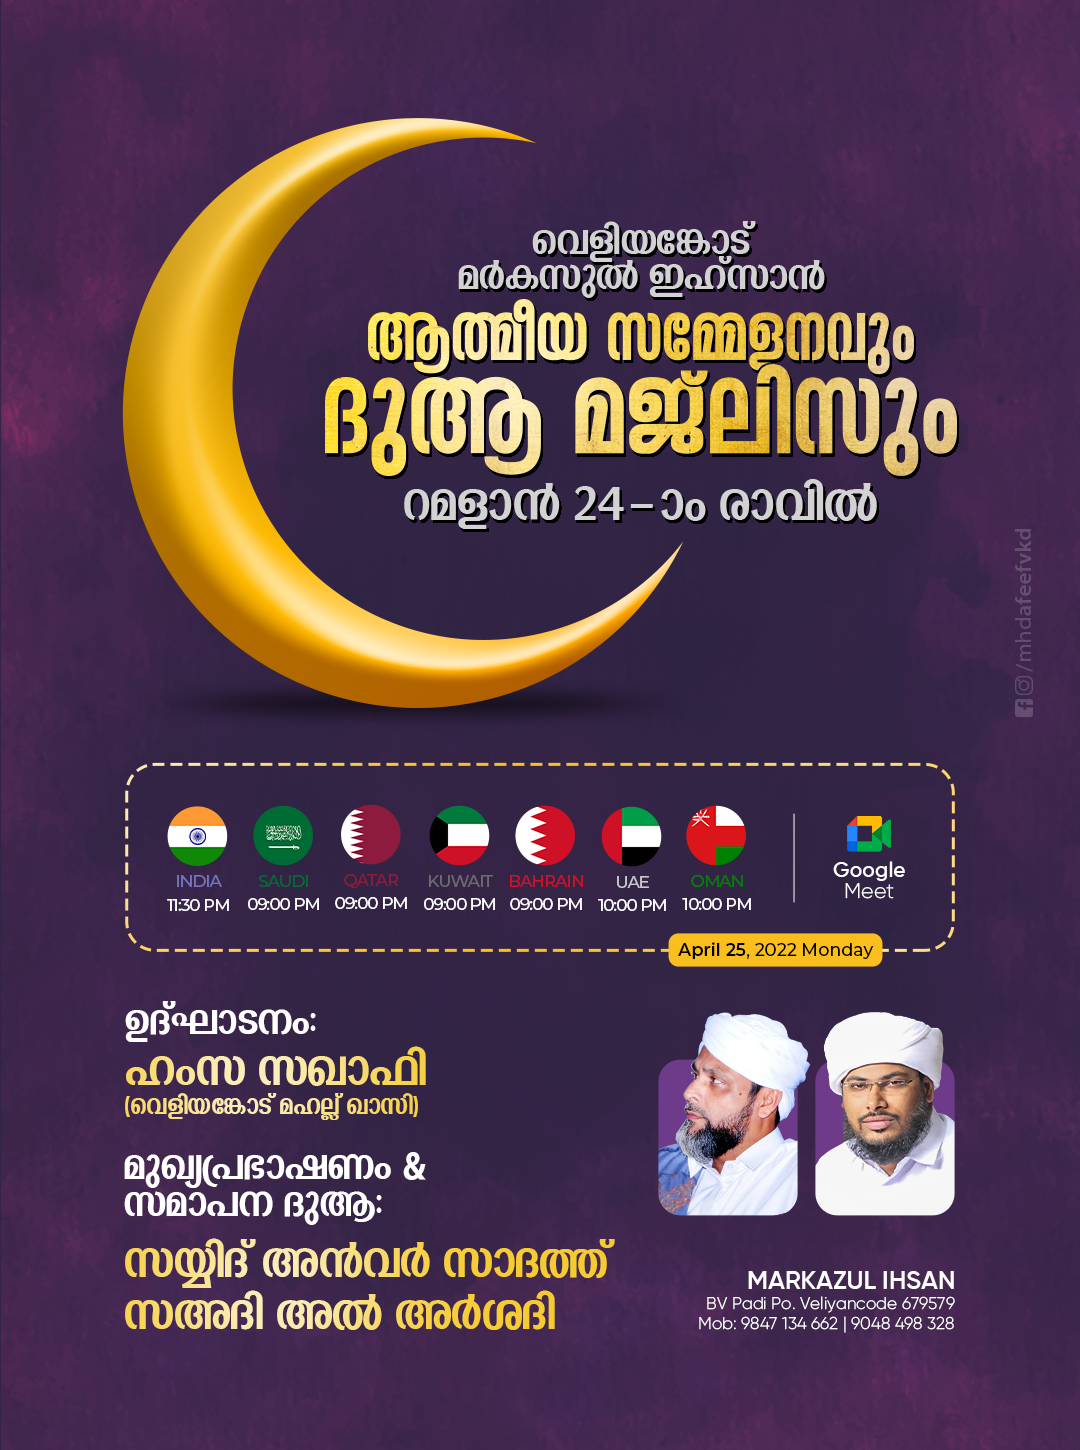 വെളിയങ്കോട്
മർകസുൽ ഇഹ്സാൻ
ആത്മീയ സമ്മേളനവും
ദുആ മജ്‌ലിസും
റമളാൻ 24-ാം രാവിൽ
/mhdafeefvkd
INDIA SAUDI QATAR KUWAIT BAHRAIN UAE OMAN
11:30 PM 09:00 PM 09:00 PM 09:00 PM 09:00 PM 10:00 PM 10:00 PM
Google
Meet
April 25, 2022 Monday
ഉദ്ഘാടനം:
ഹംസ സഖാഫി
(വെളിയങ്കോട് മഹല്ല് ഖാസി)
മുഖ്യപ്രഭാഷണം &
സമാപന ദുആ:
സയ്യിദ് അൻവർ സാദത്ത്
സഅദി അൽ അർശദി
MARKAZUL IHSAN
BV Padi Po. Veliyancode 679579
Mob: 9847 134 662 | 9048 498 328